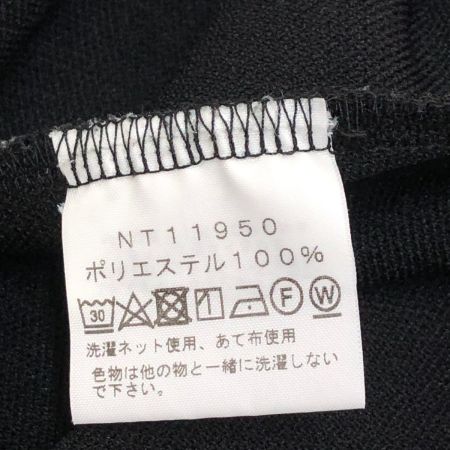 NT11950
ポリエステル100%
30 F W
洗濯ネット使用、あて布使用
色物は他の物と一緒に洗濯しない
で下さい。